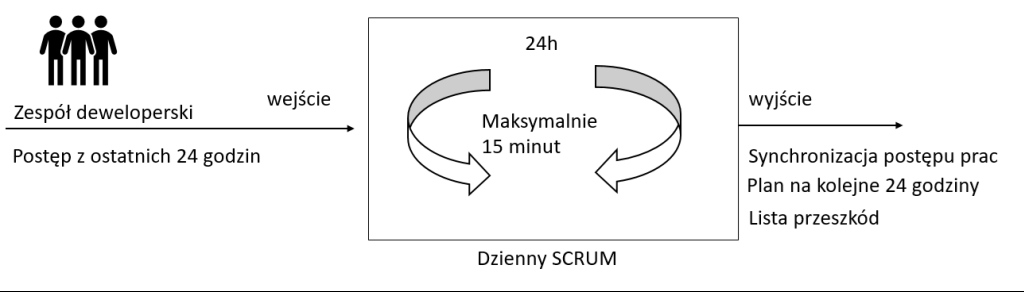 24h
Zespół deweloperski
wejście
Postęp z ostatnich 24 godzin
Maksymalnie
15 minut
wyjście
Synchronizacja postępu prac
Plan na kolejne 24 godziny
Lista przeszkód
Dzienny SCRUM